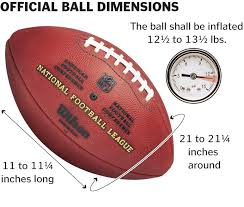 OFFICIAL BALL DIMENSIONS
The ball shall be inflated
12½ to 13½ lbs.
NFL
NATIONAL FOOTBALL LEAGUE
Wilson
21 to 21¼
inches
around
11 to 11¼
inches long